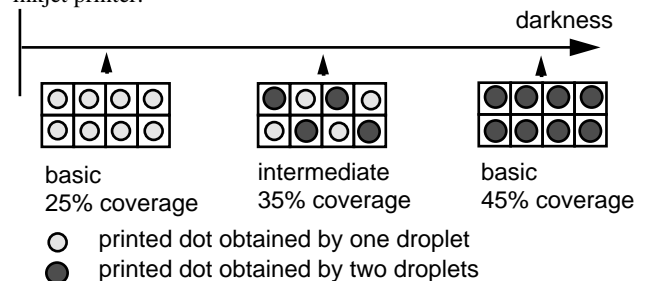 inkjet printer.
darkness
basic intermediate basic
25% coverage 35% coverage 45% coverage
printed dot obtained by one droplet
printed dot obtained by two droplets